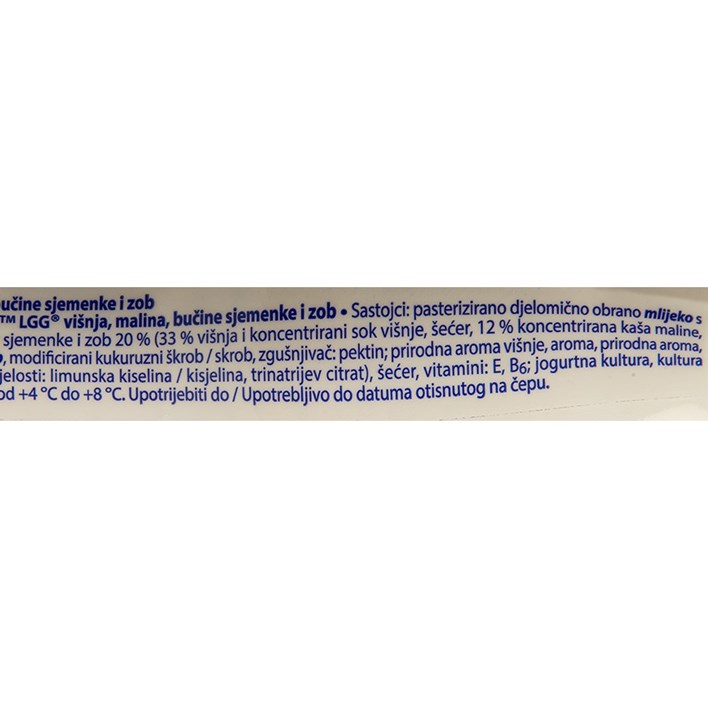 učine sjemenke i zob
™ LGG® višnja, malina, bučine sjemenke i zob • Sastojci: pasterizirano djelomično obrano mlijeko s
sjemenke i zob 20 % (33 % višnja i koncentrirani sok višnje, šećer, 12 % koncentrirana kaša maline,
, modificirani kukuruzni škrob / skrob, zgušnjivač: pektin; prirodna aroma višnje, aroma, prirodna aroma,
jelosti: limunska kiselina / kisjelina, trinatrijev citrat), šećer, vitamini: E, B₆; jogurtna kultura, kultura
od +4 °C do +8 °C. Upotrijebiti do / Upotrebljivo do datuma otisnutog na čepu.